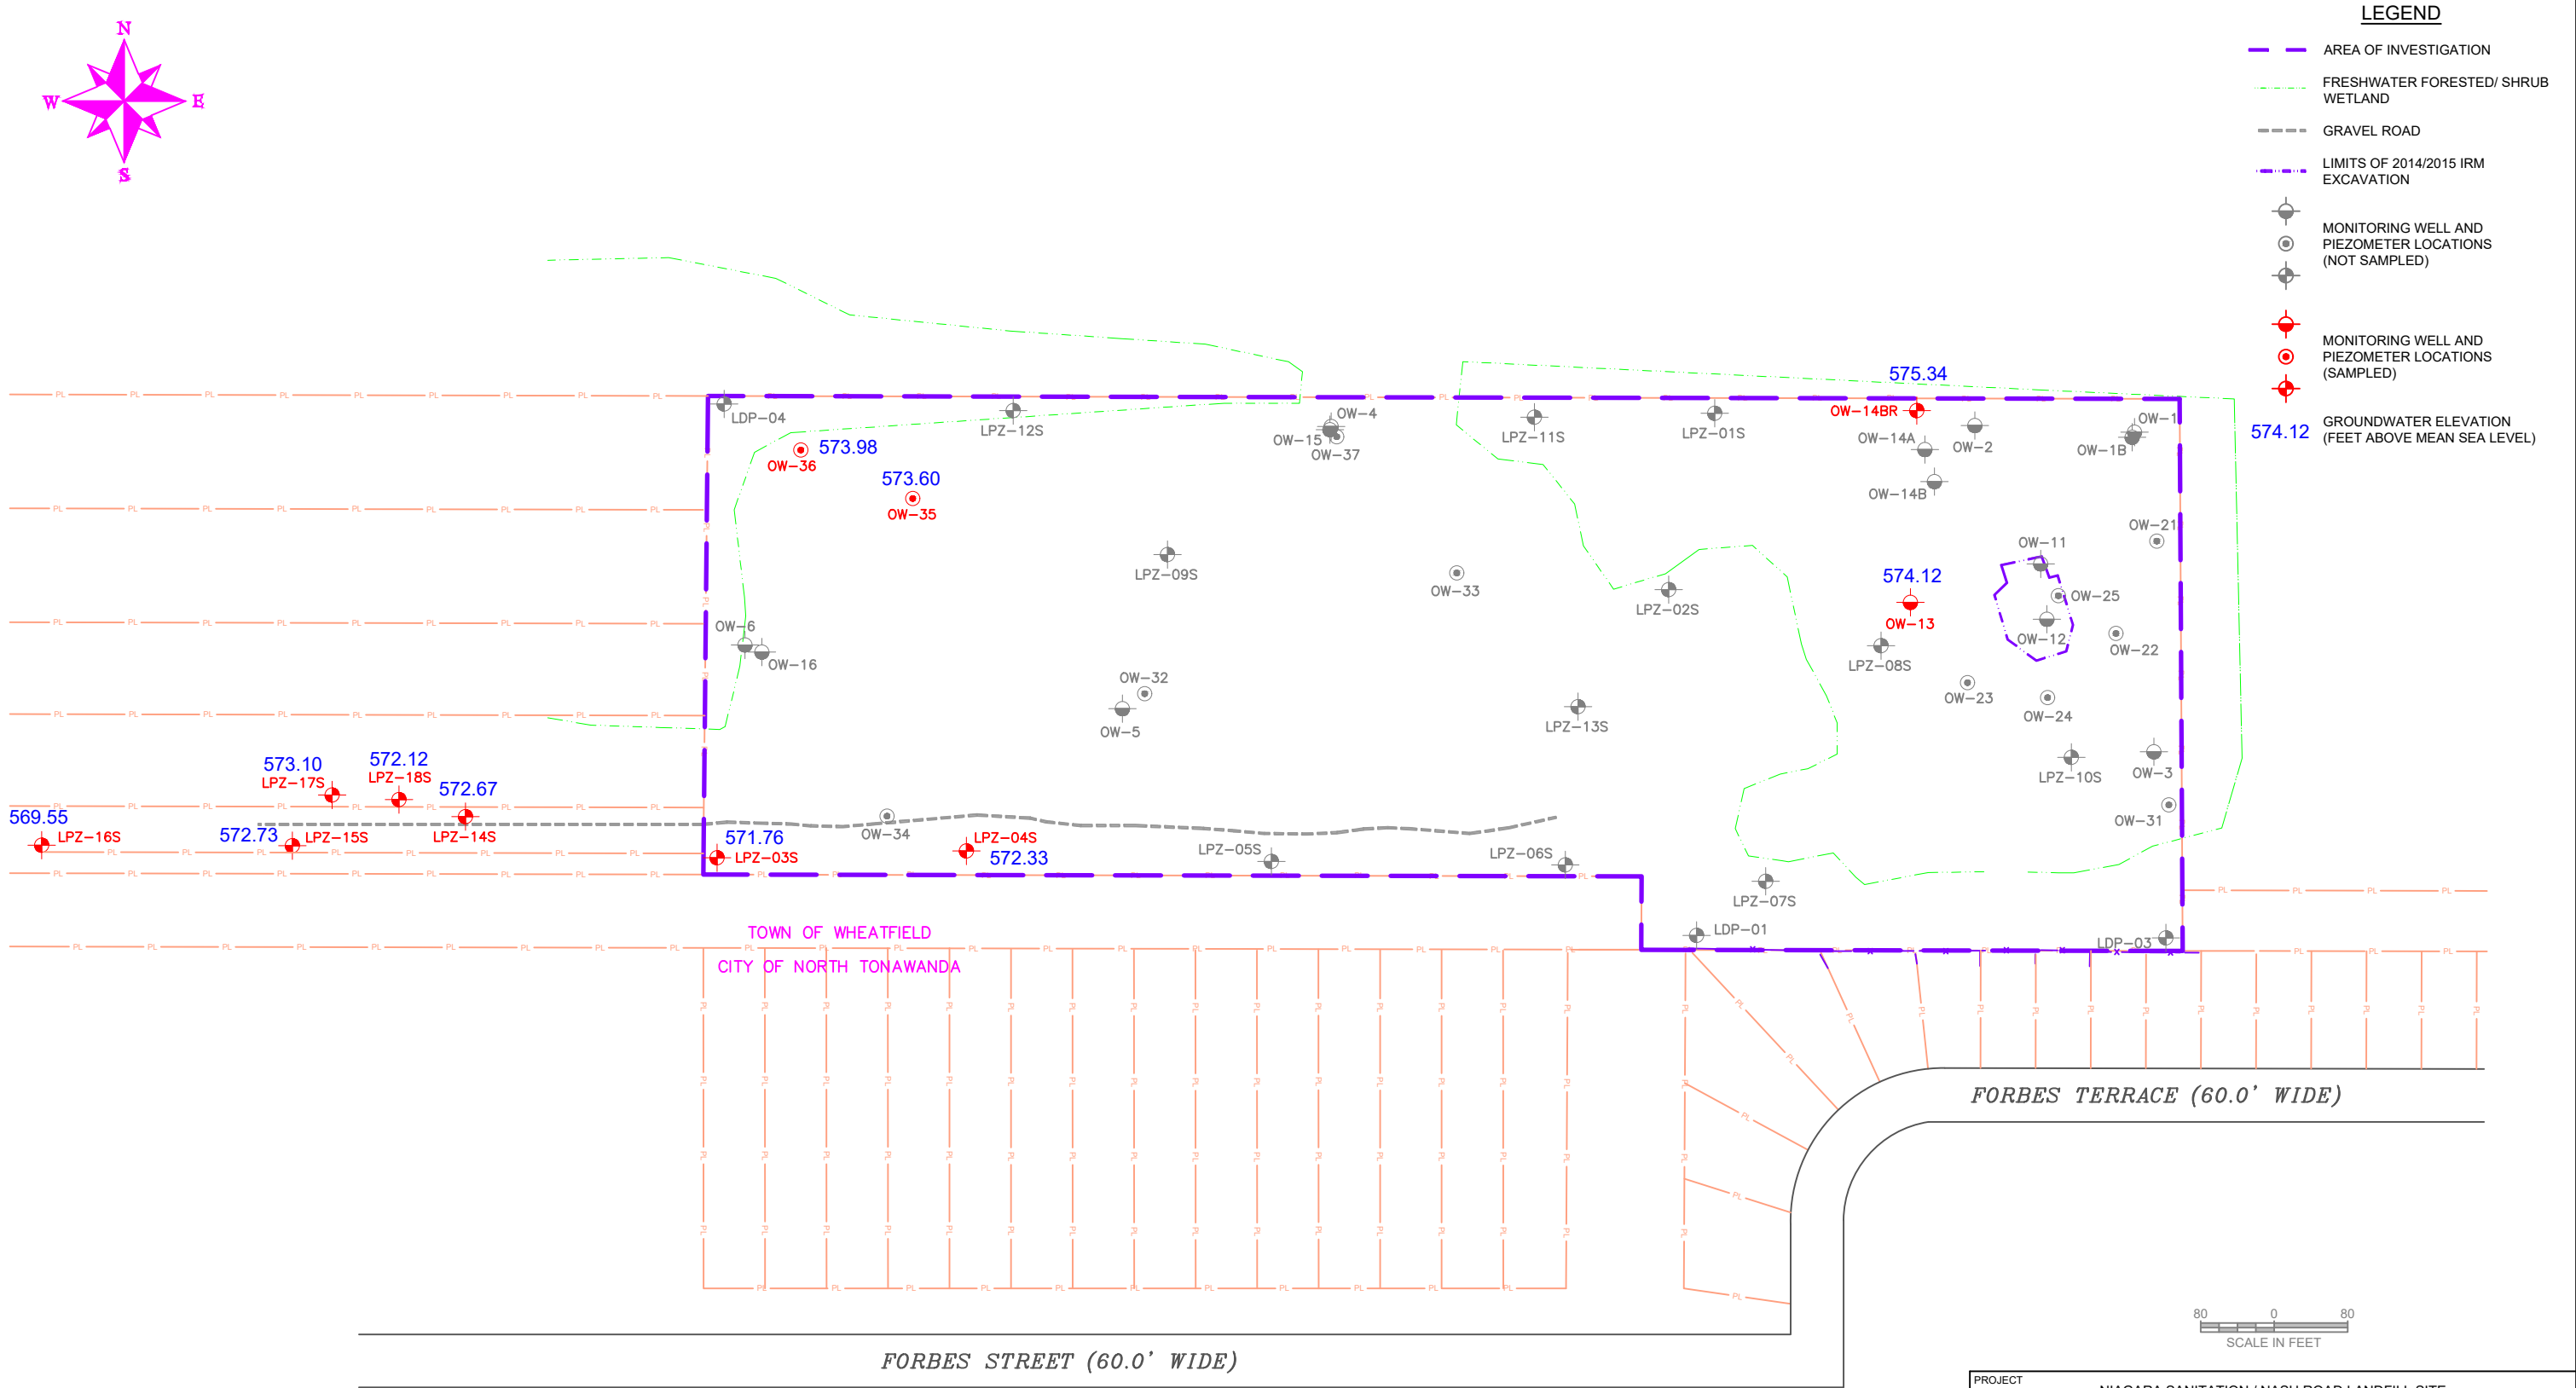 N
W
E
S
LEGEND
AREA OF INVESTIGATION
FRESHWATER FORESTED/ SHRUB
WETLAND
GRAVEL ROAD
LIMITS OF 2014/2015 IRM
EXCAVATION
MONITORING WELL AND
PIEZOMETER LOCATIONS
(NOT SAMPLED)
MONITORING WELL AND
PIEZOMETER LOCATIONS
(SAMPLED)
574.12
GROUNDWATER ELEVATION
(FEET ABOVE MEAN SEA LEVEL)
575.34
OW-14BR
LDP-04
LPZ-12S
OW-4
OW-15
OW-37
LPZ-11S
LPZ-01S
OW-14A
OW-2
OW-1
OW-1B
OW-36
573.98
573.60
OW-35
OW-14B
OW-21
OW-11
LPZ-09S
OW-33
574.12
OW-13
LPZ-02S
OW-25
OW-12
OW-22
OW-6
OW-16
LPZ-08S
OW-32
OW-5
OW-23
OW-24
LPZ-13S
573.10
LPZ-17S
572.12
LPZ-18S
572.67
LPZ-10S
OW-3
569.55
LPZ-16S
572.73
LPZ-15S
LPZ-14S
571.76
LPZ-03S
OW-34
LPZ-04S
572.33
LPZ-05S
LPZ-06S
OW-31
LPZ-07S
LDP-01
LDP-03
TOWN OF WHEATFIELD
CITY OF NORTH TONAWANDA
PL
FORBES TERRACE (60.0' WIDE)
FORBES STREET (60.0' WIDE)
80 0 80
SCALE IN FEET
PROJECT
NIAGARA SANITATION / NASH ROAD LANDFILL SITE